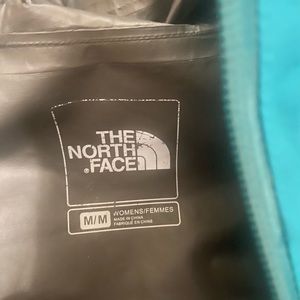 THE
NORTH
FACE
M/M
WOMENS/FEMMES
MADE IN CHINA
FABRIQUÉ EN CHINE